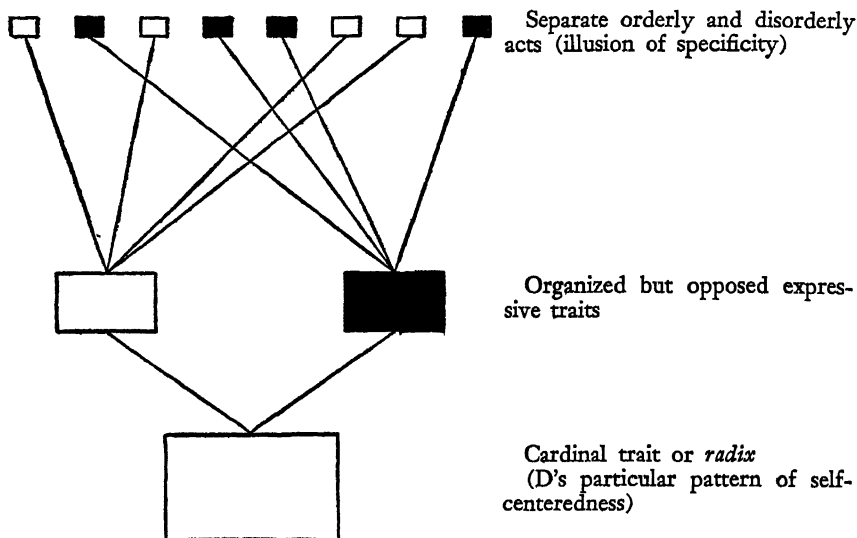 Separate orderly and disorderly
acts (illusion of specificity)
Organized but opposed expres-
sive traits
Cardinal trait or radix
(D's particular pattern of self-
centeredness)